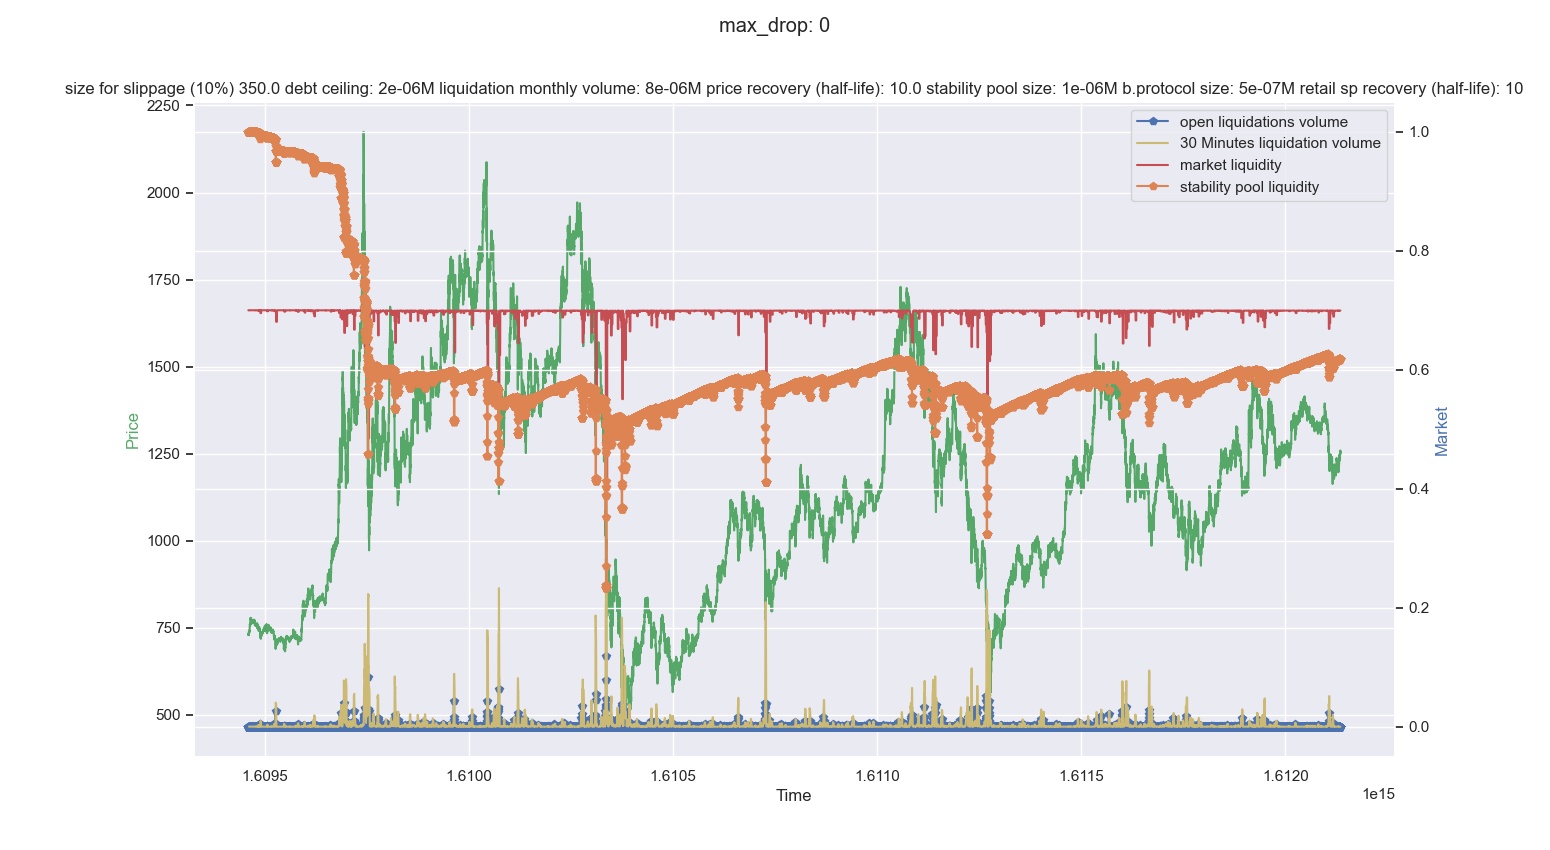 max_drop: 0
size for slippage (10%) 350.0 debt ceiling: 2e-06M liquidation monthly volume: 8e-06M price recovery (half-life): 10.0 stability pool size: 1e-06M b.protocol size: 5e-07M retail sp recovery (half-life): 10
open liquidations volume
30 Minutes liquidation volume
market liquidity
stability pool liquidity
2250
2000
1750
1500
1250
1000
750
500
Price
1.0
0.8
0.6
0.4
0.2
0.0
Market
1.6095 1.6100 1.6105 1.6110 1.6115 1.6120
Time
1e15